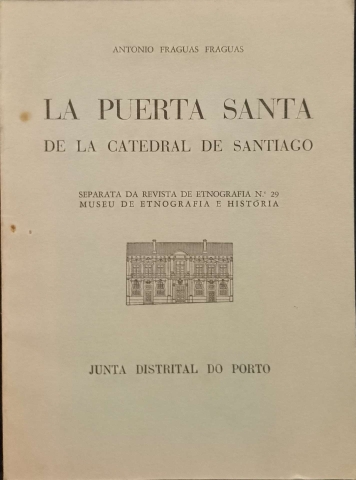 ANTONIO FRAGUAS FRAGUAS
LA PUERTA SANTA
DE LA CATEDRAL DE SANTIAGO
SEPARATA DA REVISTA DE ETNOGRAFIA N.º 29
MUSEU DE ETNOGRAFIA E HISTÓRIA
JUNTA DISTRITAL DO PORTO